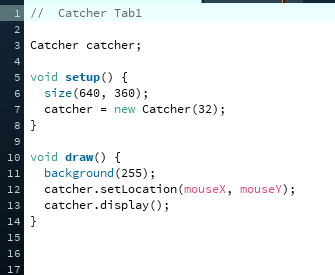 1 //  Catcher Tab1
2
3 Catcher catcher;
4
5 void setup() {
6   size(640, 360);
7   catcher = new Catcher(32);
8 }
9
10 void draw() {
11   background(255);
12   catcher.setLocation(mouseX, mouseY);
13   catcher.display();
14 }
15
16
17